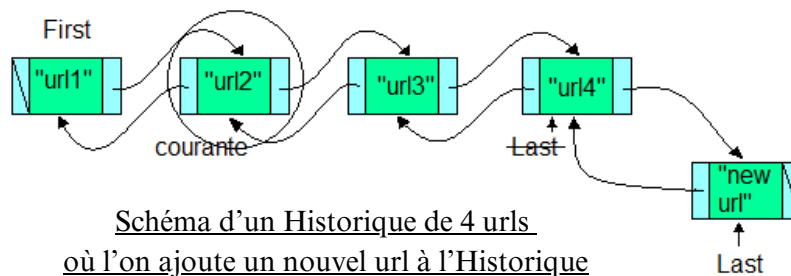 First
"url1"
"url2"
"url3"
"url4"
courante
Last
"new
url"
Last
Schéma d'un Historique de 4 urls
où l'on ajoute un nouvel url à l'Historique